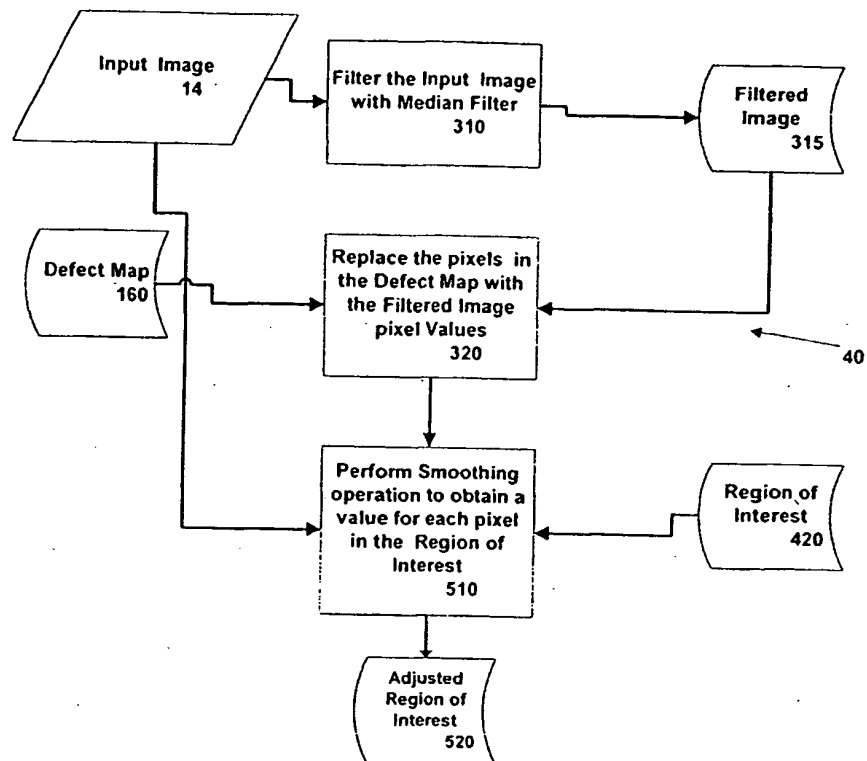 Input Image
14
Filter the Input Image
with Median Filter
310
Filtered
Image
315
Defect Map
160
Replace the pixels in
the Defect Map with
the Filtered Image
pixel Values
320
40
Perform Smoothing
operation to obtain a
value for each pixel
in the Region of
Interest
510
Region of
Interest
420
Adjusted
Region of
Interest
520